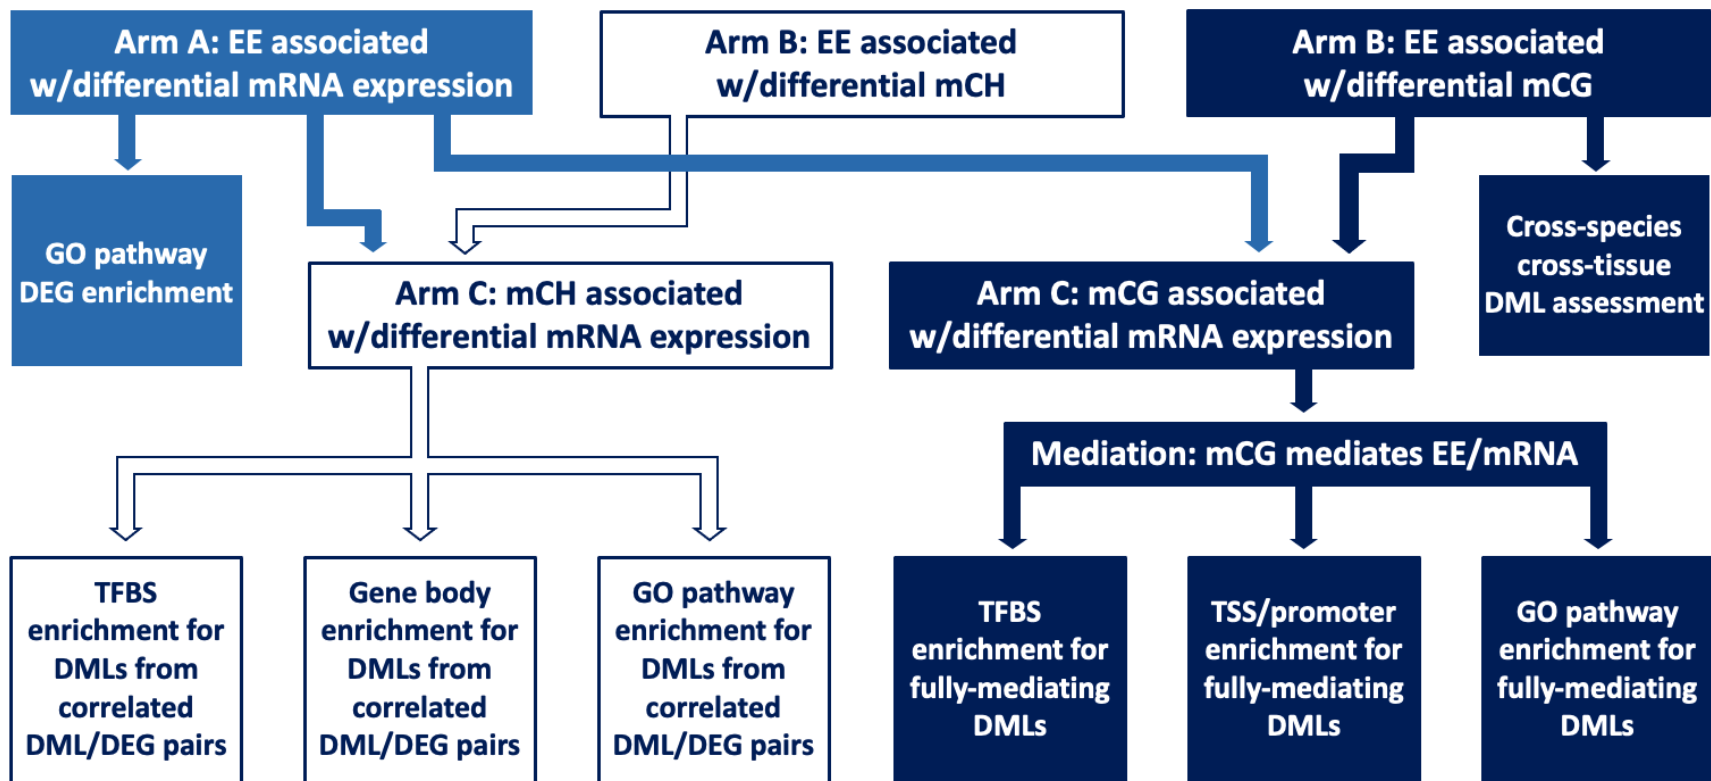 Arm A: EE associated
w/differential mRNA expression
Arm B: EE associated
w/differential mCH
Arm B: EE associated
w/differential mCG
GO pathway
DEG enrichment
Cross-species
cross-tissue
DML assessment
Arm C: mCH associated
w/differential mRNA expression
Arm C: mCG associated
w/differential mRNA expression
Mediation: mCG mediates EE/mRNA
TFBS
enrichment for
DMLs from
correlated
DML/DEG pairs
Gene body
enrichment for
DMLs from
correlated
DML/DEG pairs
GO pathway
enrichment for
DMLs from
correlated
DML/DEG pairs
TFBS
enrichment for
fully-mediating
DMLs
TSS/promoter
enrichment for
fully-mediating
DMLs
GO pathway
enrichment for
fully-mediating
DMLs